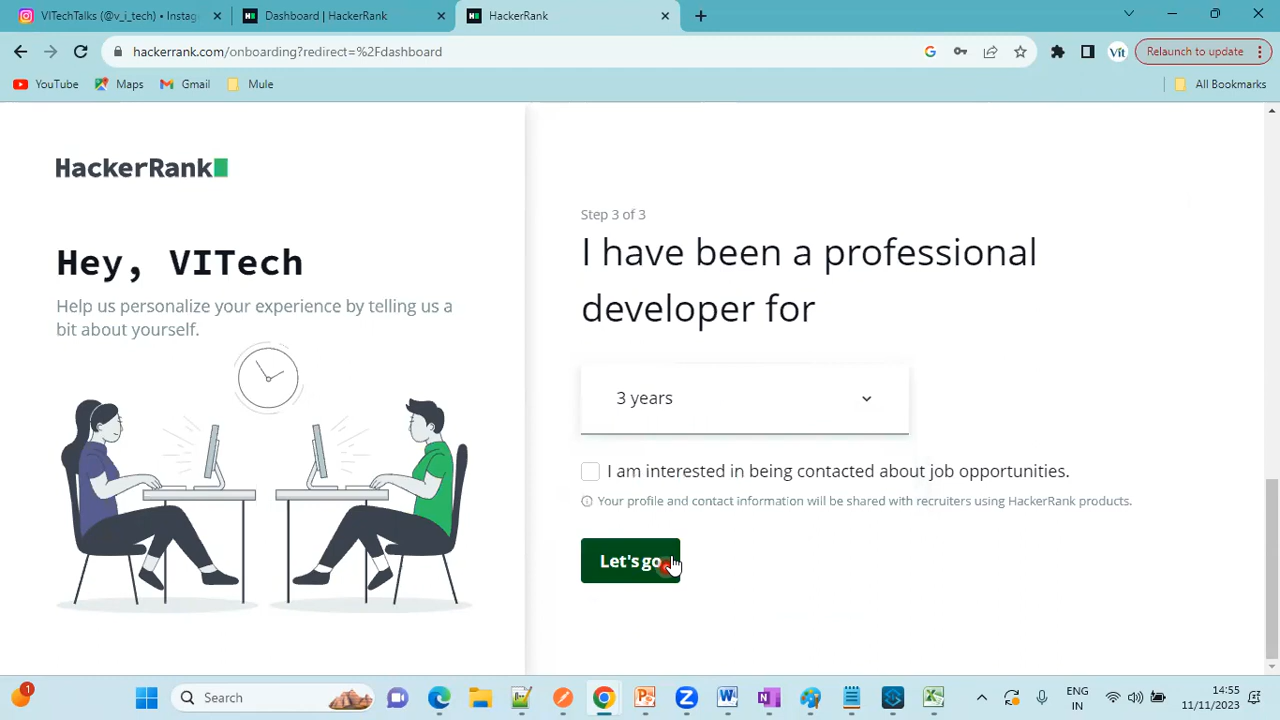 VITechTalks (@v_i_tech) • Instag
Dashboard | HackerRank
HackerRank
hackerrank.com/onboarding?redirect=%2Fdashboard
Vit
Relaunch to update
YouTube
Maps
Gmail
Mule
All Bookmarks
HackerRank
Hey, VITech
Help us personalize your experience by telling us a
bit about yourself.
Step 3 of 3
I have been a professional
developer for
3 years
I am interested in being contacted about job opportunities.
Your profile and contact information will be shared with recruiters using HackerRank products.
Let's go
1
Search
ENG
IN
14:55
11/11/2023